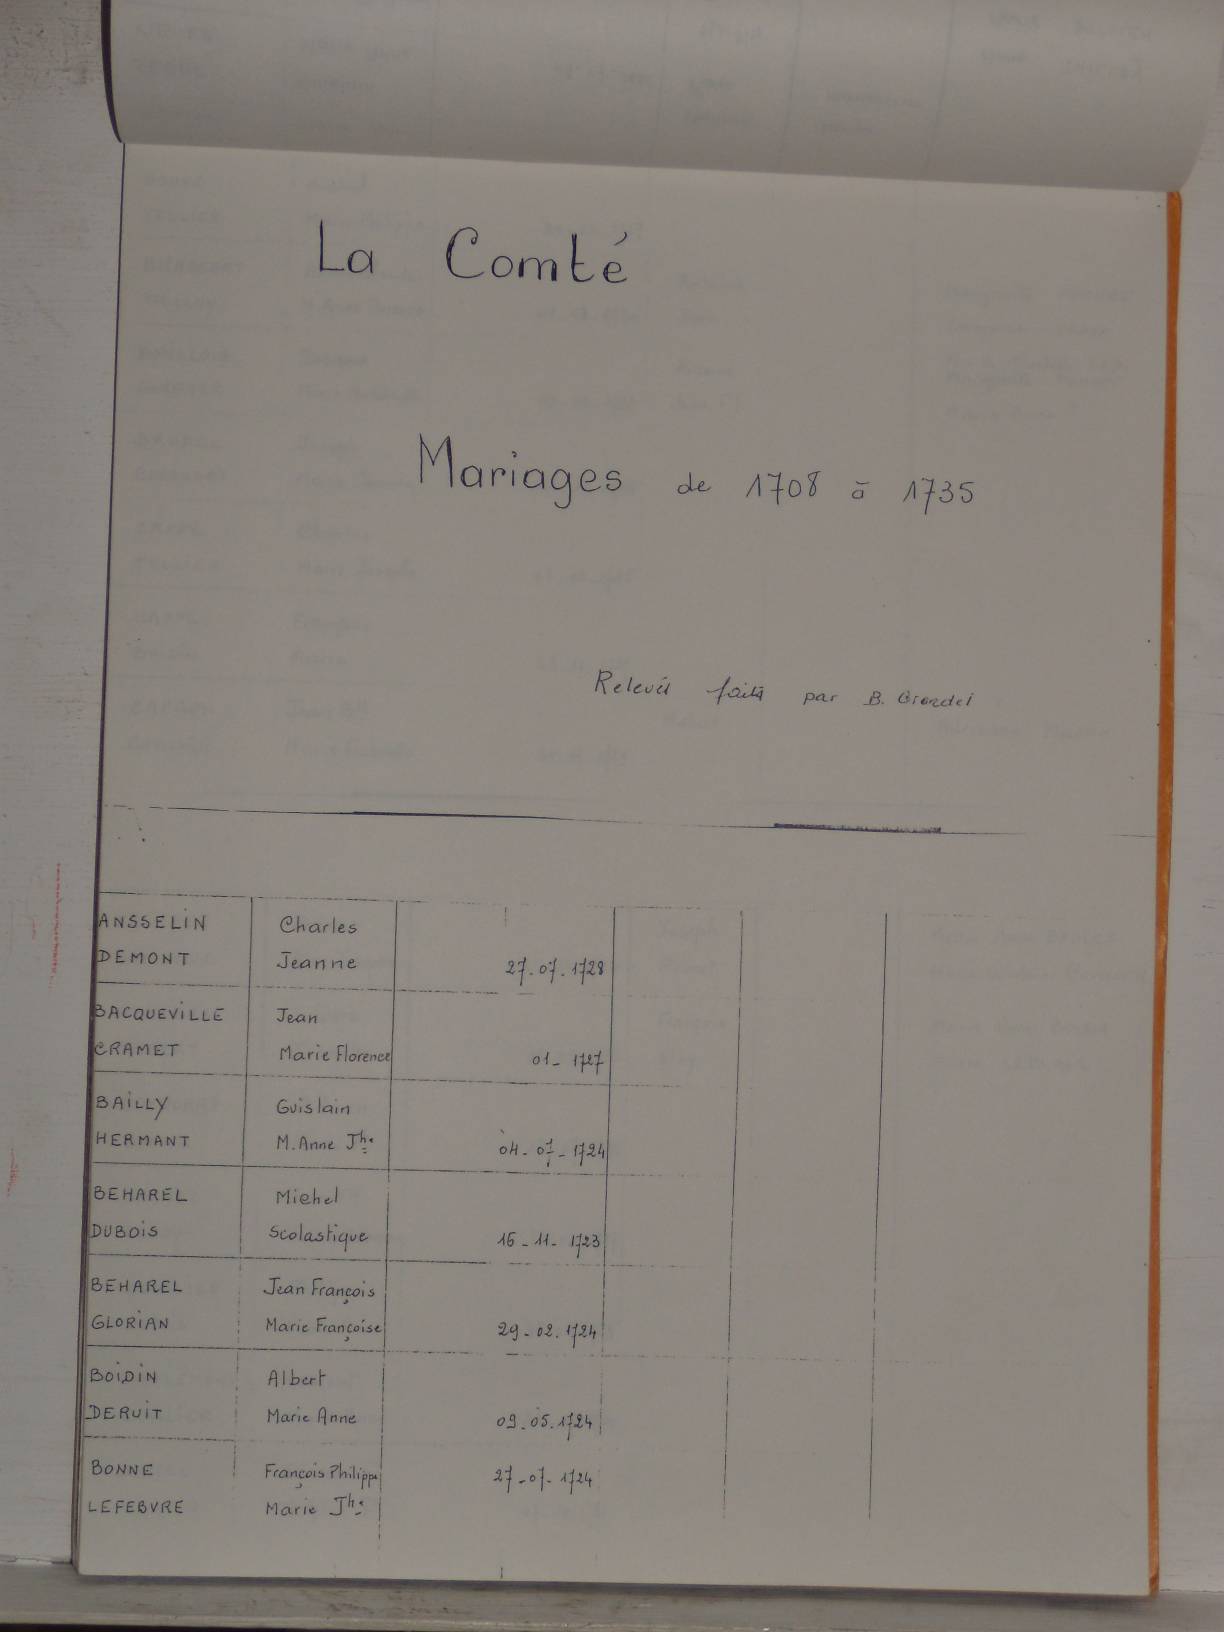 La Comté
Mariages de 1708 à 1735
Relevés faits par B.
ANSSELIN Charles
DEMONT Jeanne 27.07.1728
BACQUEVILLE Jean
CRAMET Marie Florence 01-1727
BAILLY Guislain
HERMANT M. Anne Jhe 04-07-1724
BEHAREL Michel
DUBOIS Scolastique 16-11-1723
BEHAREL Jean François
GLORIAN Marie Françoise 29-02.1724
BOIDIN Albert
DERUIT Marie Anne 09.05.1724
BONNE François Philippe 27-07-1724
LEFEBVRE Marie Jhe